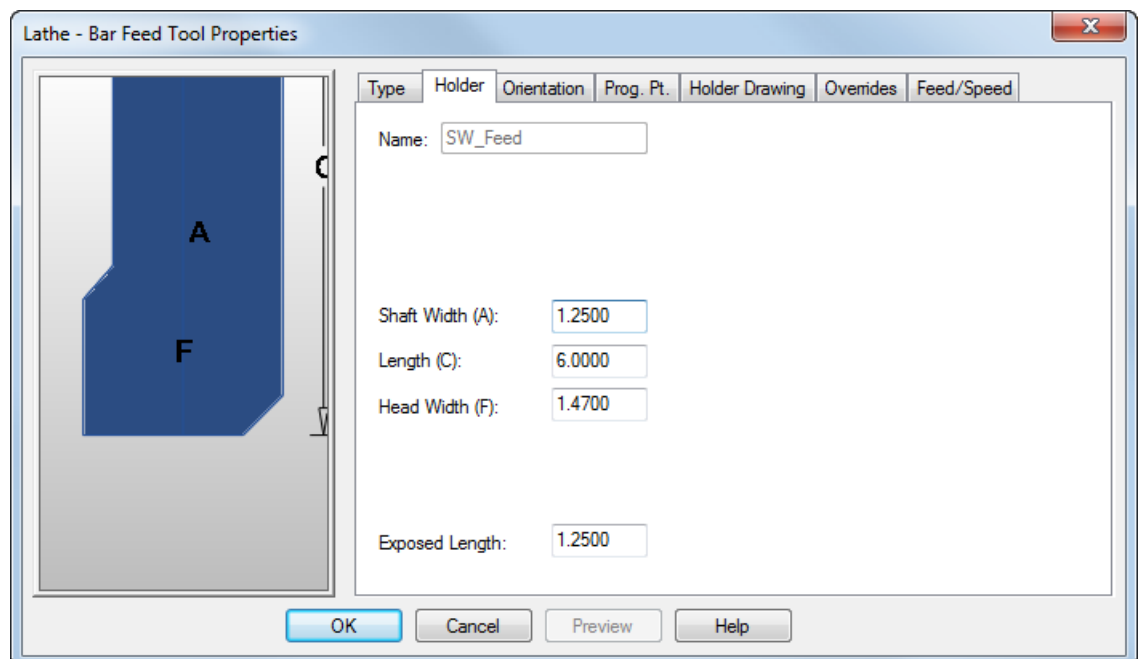 Lathe - Bar Feed Tool Properties
Type Holder Orientation Prog. Pt. Holder Drawing Overrides Feed/Speed
Name: SW_Feed
A
F
Shaft Width (A): 1.2500
Length (C): 6.0000
Head Width (F): 1.4700
Exposed Length: 1.2500
OK Cancel Preview Help